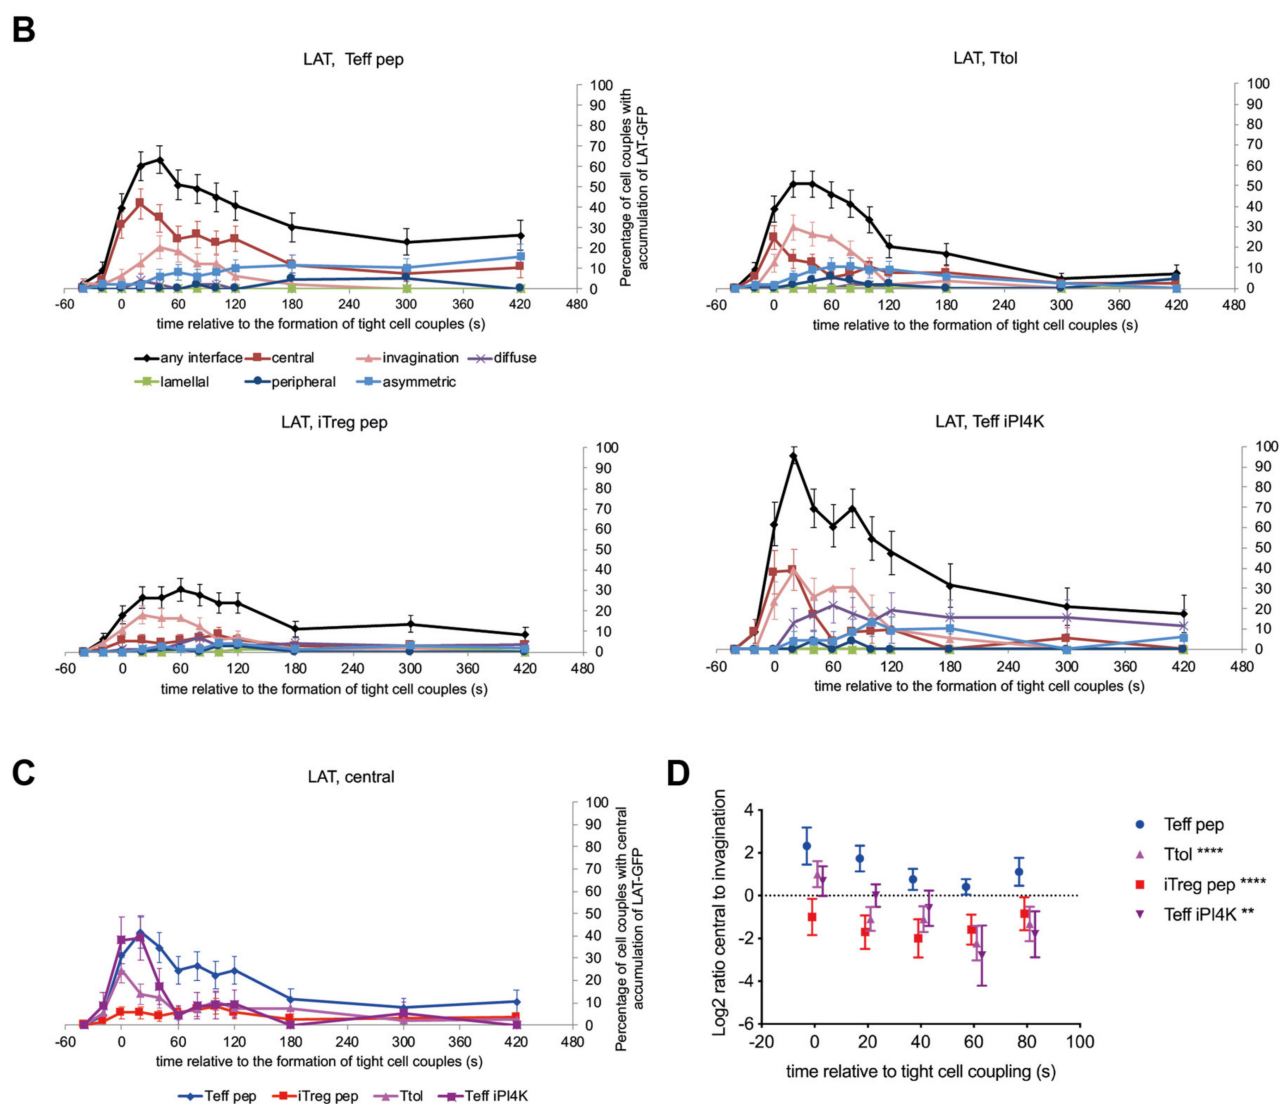 B
LAT, Teff pep
100
90
80
70
60
50
40
30
20
10
0
Percentage of cell couples with
accumulation of LAT-GFP
-60 0 60 120 180 240 300 360 420 480
time relative to the formation of tight cell couples (s)
any interface central invagination diffuse
lamellal peripheral asymmetric
LAT, Ttol
100
90
80
70
60
50
40
30
20
10
0
-60 0 60 120 180 240 300 360 420 480
time relative to the formation of tight cell couples (s)
LAT, iTreg pep
100
90
80
70
60
50
40
30
20
10
0
-60 0 60 120 180 240 300 360 420 480
time relative to the formation of tight cell couples (s)
LAT, Teff iPI4K
100
90
80
70
60
50
40
30
20
10
0
-60 0 60 120 180 240 300 360 420 480
time relative to the formation of tight cell couples (s)
C
LAT, central
100
90
80
70
60
50
40
30
20
10
0
Percentage of cell couples with central
accumulation of LAT-GFP
-60 0 60 120 180 240 300 360 420 480
time relative to the formation of tight cell couples (s)
Teff pep iTreg pep Ttol Teff iPI4K
D
Log2 ratio central to invagination
4
2
0
-2
-4
-6
-20 0 20 40 60 80 100
time relative to tight cell coupling (s)
Teff pep
Ttol ****
iTreg pep ****
Teff iPI4K **